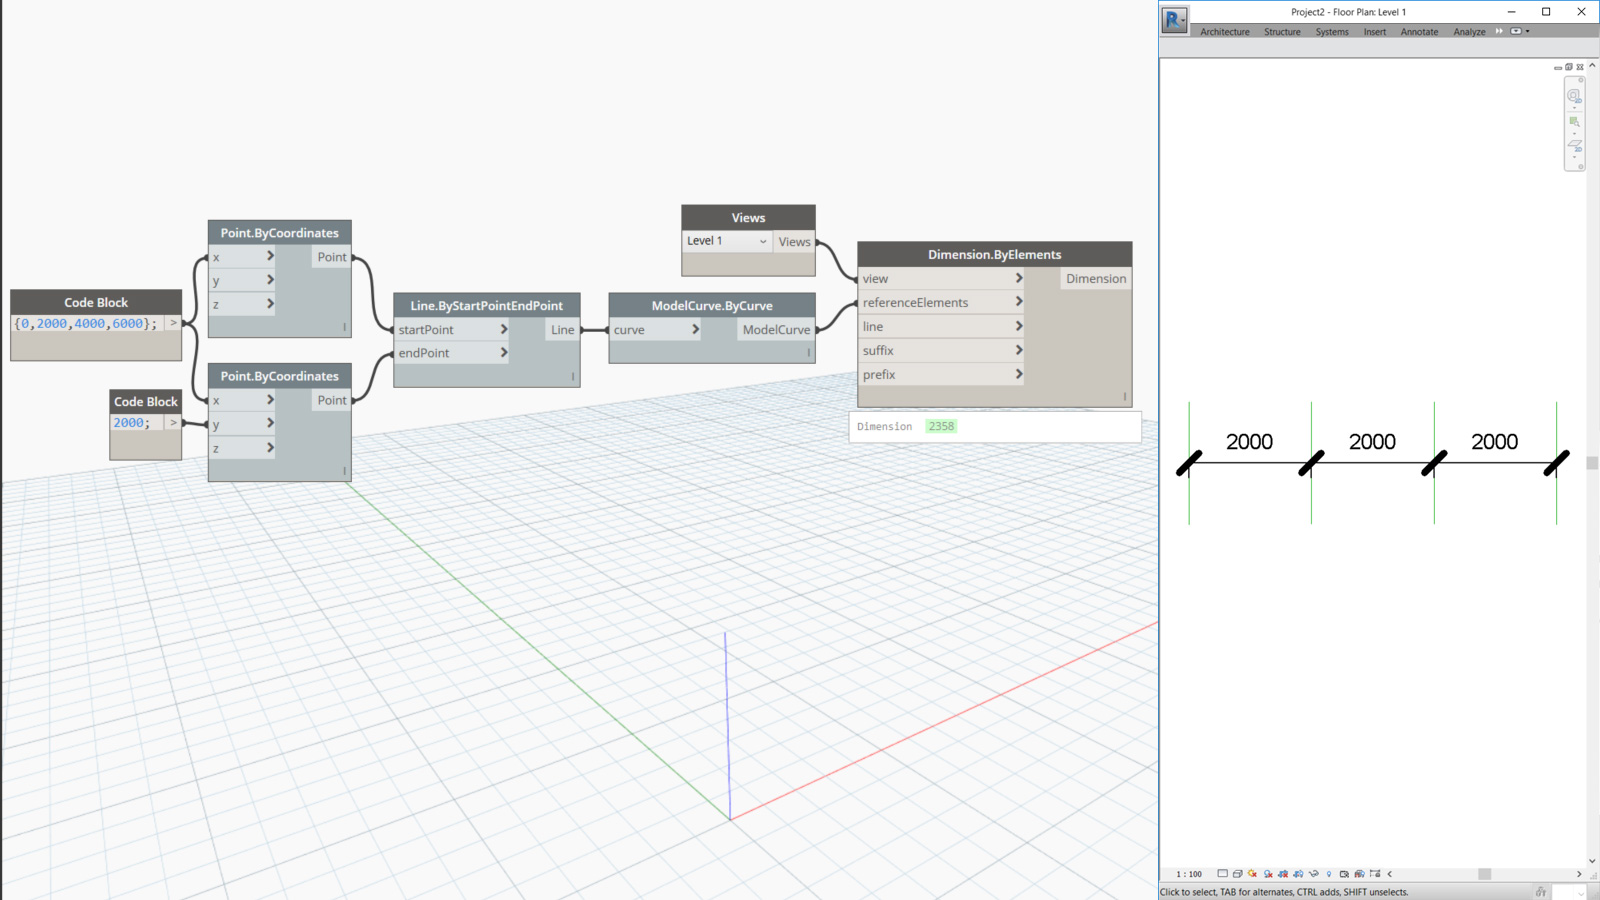 Project2 - Floor Plan: Level 1
R
Architecture Structure Systems Insert Annotate Analyze
Views
Level 1 Views
Point.ByCoordinates
x Point
y
z
Dimension.ByElements
view Dimension
referenceElements
line
suffix
prefix
Code Block
{0,2000,4000,6000}; >
Line.ByStartPointEndPoint
startPoint Line
endPoint
ModelCurve.ByCurve
curve ModelCurve
Point.ByCoordinates
x Point
y
z
Code Block
2000; >
Dimension 2358
2000 2000 2000
1 : 100
Click to select, TAB for alternates, CTRL adds, SHIFT unselects.